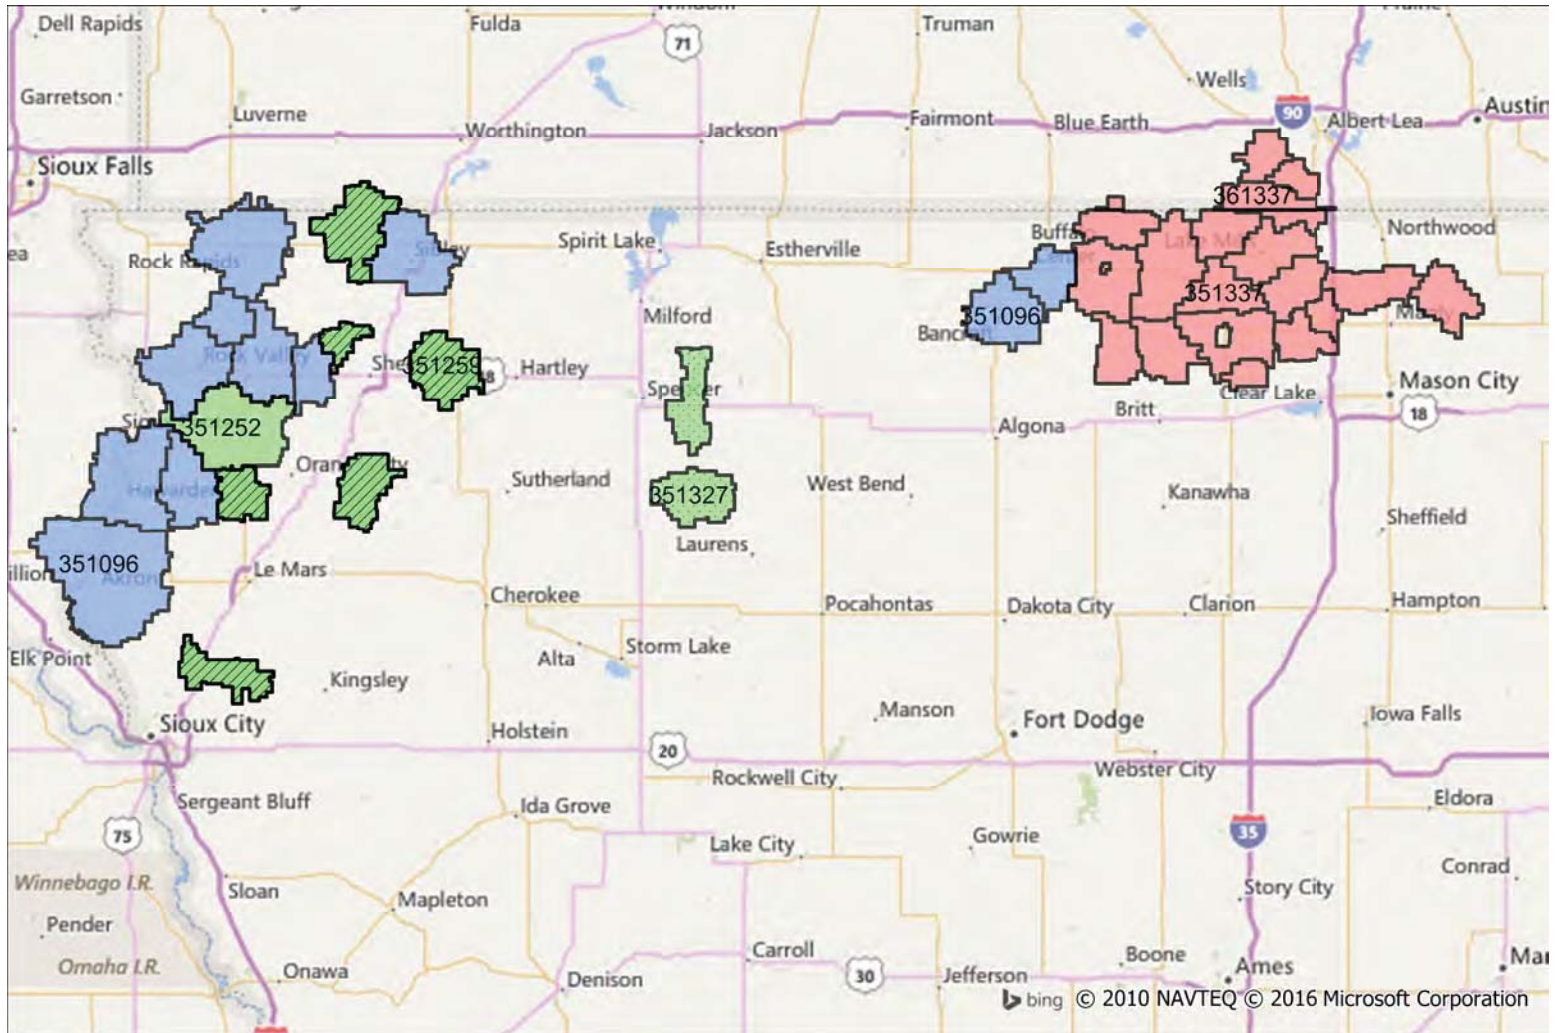 Dell Rapids
Fulda
71
Truman
Garretson
Wells
Luverne
Worthington
Jackson
Fairmont
Blue Earth
90
Albert Lea
Austin
Sioux Falls
361337
Northwood
Rock Rapids
Sibley
Spirit Lake
Estherville
Buffalo
Center
Lake Mills
351337
351096
Bancroft
Manly
Milford
Rock Valley
351259
Hartley
Spencer
Clear Lake
Mason City
18
Britt
Algona
351252
Orange City
Hawarden
Sutherland
351327
West Bend
Kanawha
Sheffield
Laurens
351096
Akron
Le Mars
Cherokee
Pocahontas
Dakota City
Clarion
Hampton
Elk Point
Alta
Storm Lake
Kingsley
Manson
Fort Dodge
Iowa Falls
Sioux City
Holstein
20
Rockwell City
Webster City
Sergeant Bluff
Ida Grove
Eldora
75
35
Lake City
Gowrie
Conrad
Winnebago I.R.
Sloan
Mapleton
Story City
Pender
Omaha I.R.
Onawa
Denison
Carroll
30
Jefferson
Boone
Ames
bing © 2010 NAVTEQ © 2016 Microsoft Corporation